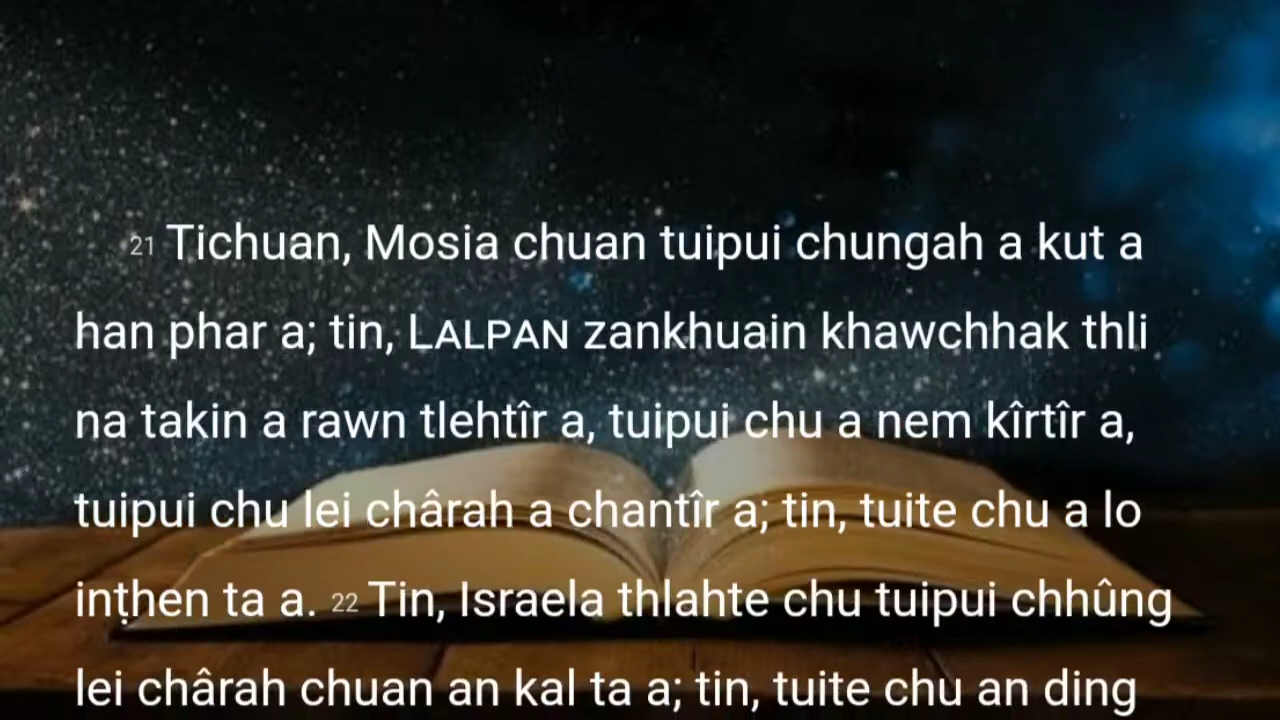 21 Tichuan, Mosia chuan tuipui chungah a kut a
han phar a; tin, LALPAN zankhuain khawchhak thli
na takin a rawn tlehtîr a, tuipui chu a nem kîrtîr a,
tuipui chu lei chârah a chantîr a; tin, tuite chu a lo
inṭhen ta a. 22 Tin, Israela thlahte chu tuipui chhûng
lei chârah chuan an kal ta a; tin, tuite chu an ding